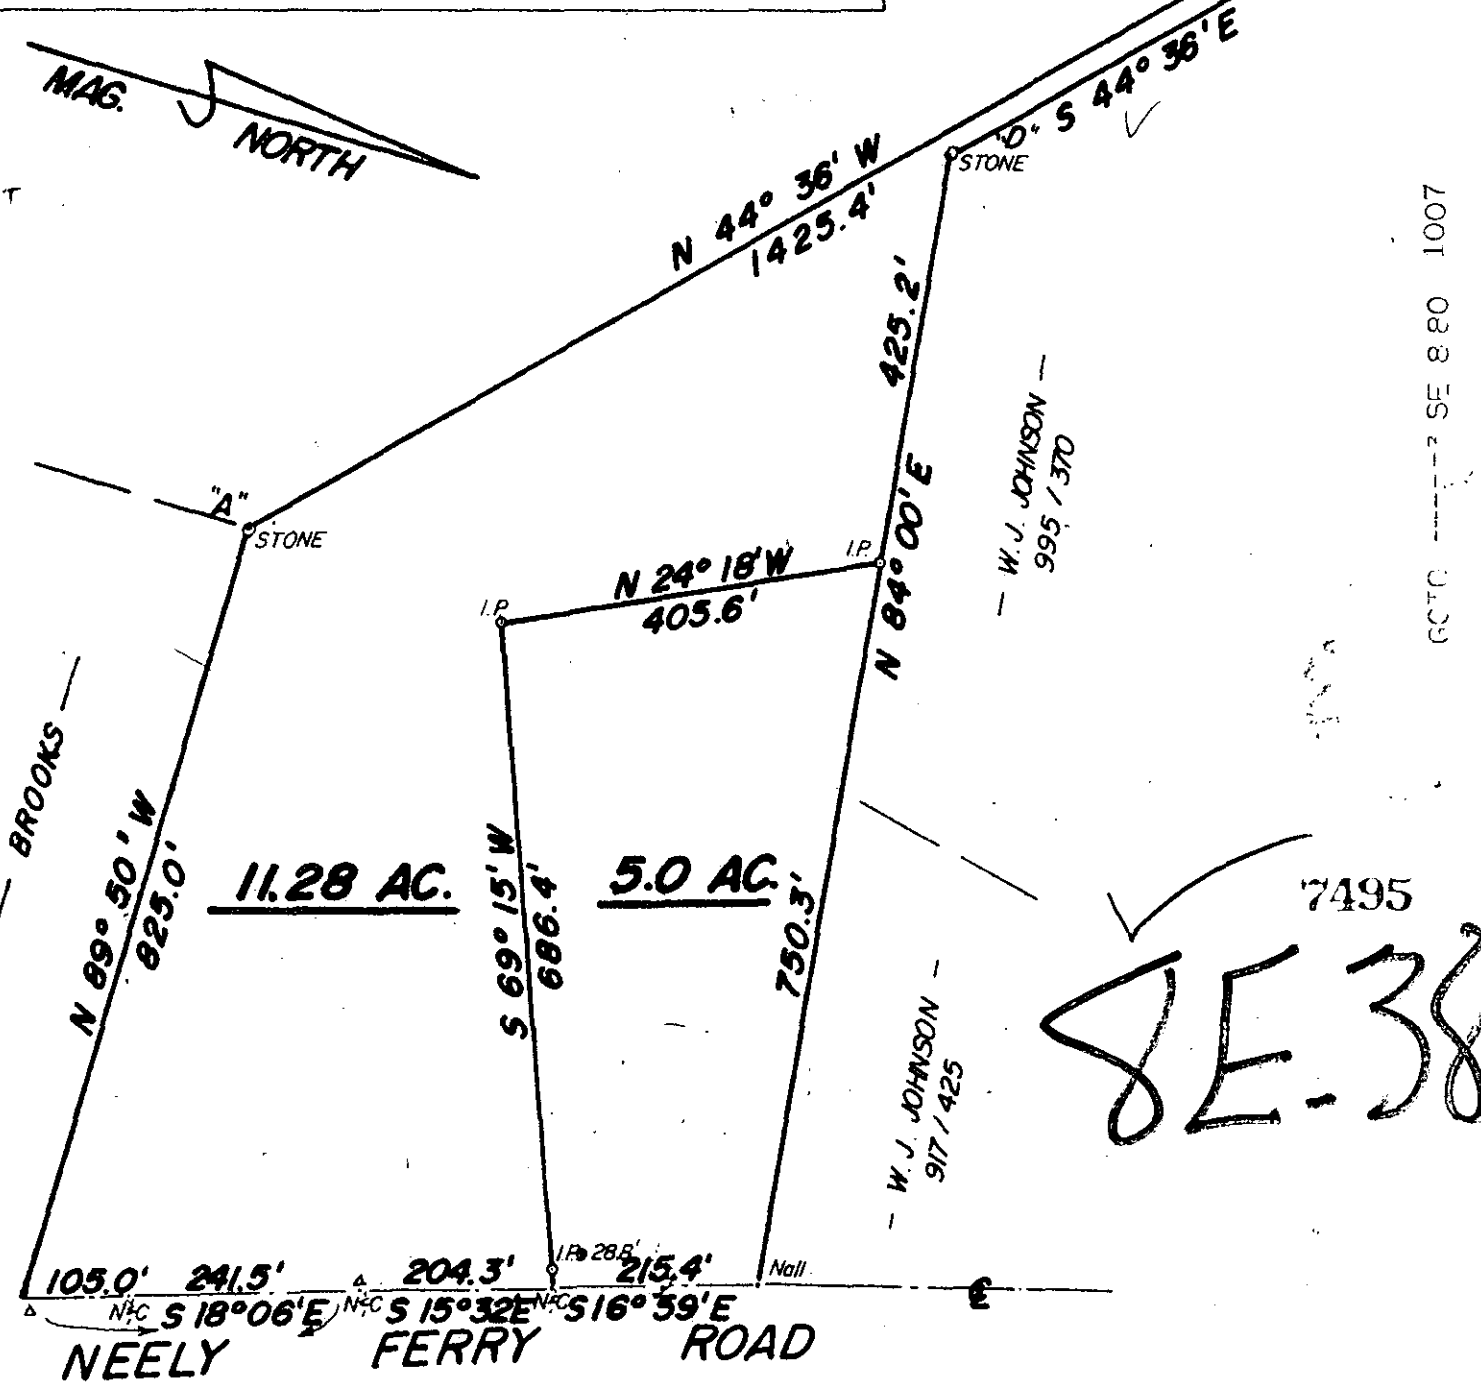 MAG. NORTH
S 44° 36' E
"D"
STONE
N 44° 36' W
1425.4'
425.2'
N 84° 00' E
750.3'
— W. J. JOHNSON —
995 / 370
"A"
STONE
I.P.
N 24° 18' W
405.6'
I.P.
BROOKS —
N 89° 50' W
825.0'
11.28 AC.
S 69° 15' W
686.4'
5.0 AC.
- W. J. JOHNSON -
917 / 425
7495
8E-38
1007
SE 8 80
I.P. 28.8'
Nail
105.0' 241.5' 204.3' 215.4'
N&C S 18° 06' E N&C S 15° 32' E N&C S 16° 39' E
NEELY FERRY ROAD